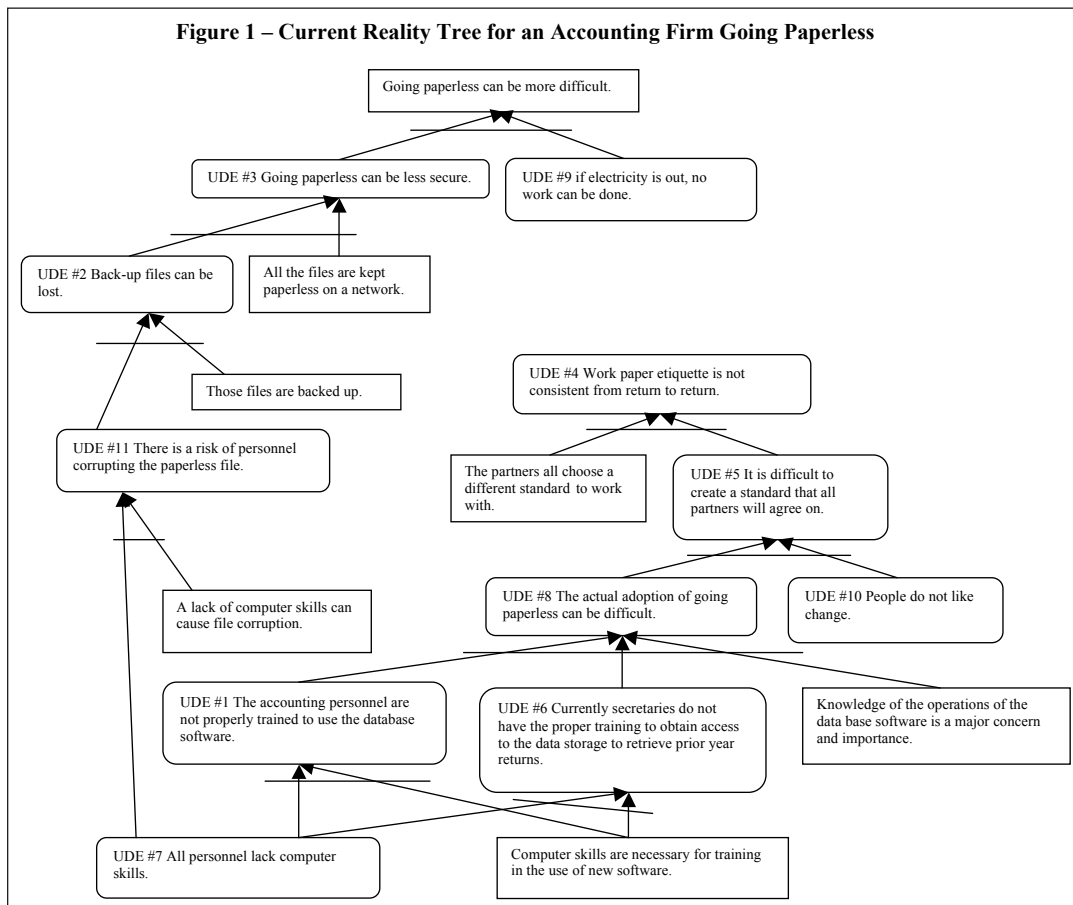 Figure 1 – Current Reality Tree for an Accounting Firm Going Paperless
Going paperless can be more difficult.
UDE #3 Going paperless can be less secure.
UDE #9 if electricity is out, no
work can be done.
UDE #2 Back-up files can be
lost.
All the files are kept
paperless on a network.
Those files are backed up.
UDE #4 Work paper etiquette is not
consistent from return to return.
UDE #11 There is a risk of personnel
corrupting the paperless file.
The partners all choose a
different standard to work
with.
UDE #5 It is difficult to
create a standard that all
partners will agree on.
A lack of computer skills can
cause file corruption.
UDE #8 The actual adoption of going
paperless can be difficult.
UDE #10 People do not like
change.
UDE #1 The accounting personnel are
not properly trained to use the database
software.
UDE #6 Currently secretaries do not
have the proper training to obtain access
to the data storage to retrieve prior year
returns.
Knowledge of the operations of the
data base software is a major concern
and importance.
UDE #7 All personnel lack computer
skills.
Computer skills are necessary for training
in the use of new software.